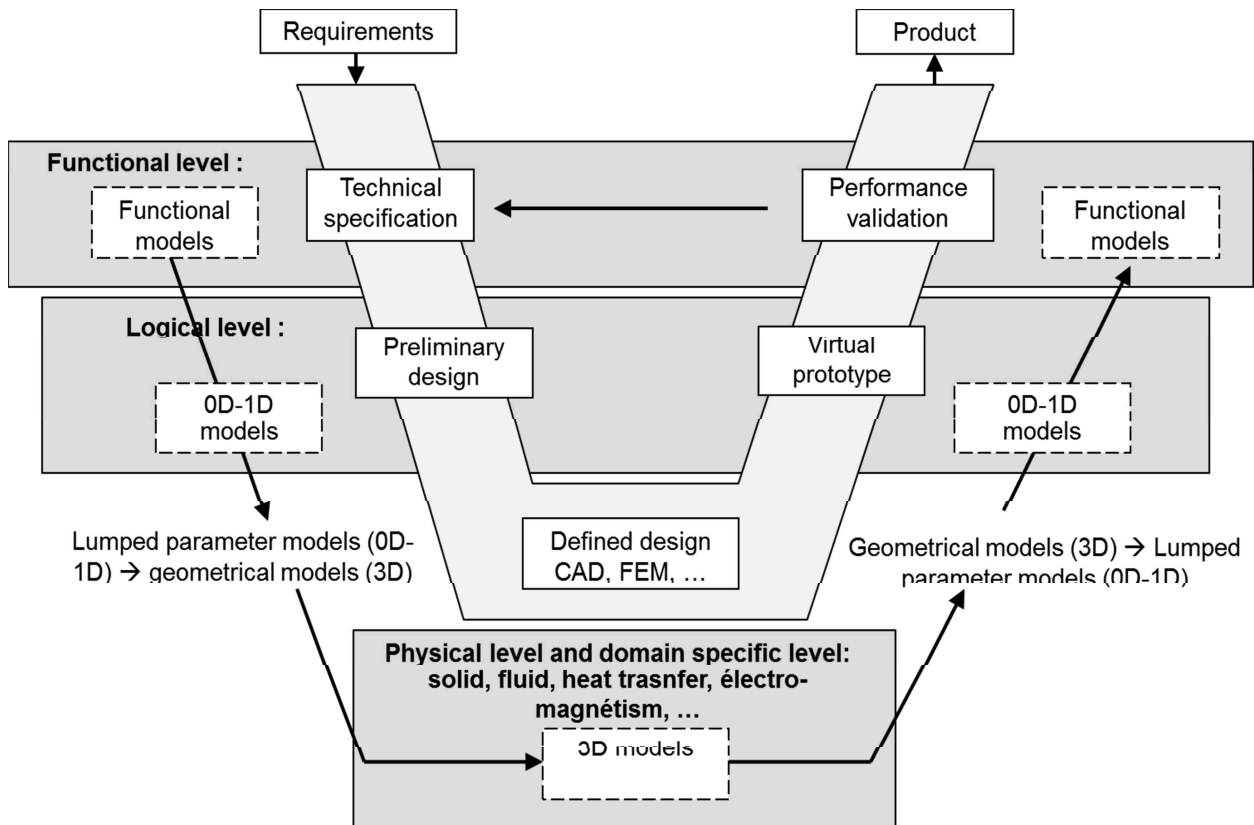 Requirements
Product
Functional level :
Technical
specification
Performance
validation
Functional
models
Functional
models
Logical level :
Preliminary
design
Virtual
prototype
0D-1D
models
0D-1D
models
Lumped parameter models (0D-
1D) → geometrical models (3D)
Defined design
CAD, FEM, …
Geometrical models (3D) → Lumped
parameter models (0D-1D)
Physical level and domain specific level:
solid, fluid, heat trasnfer, électro-
magnétism, …
3D models